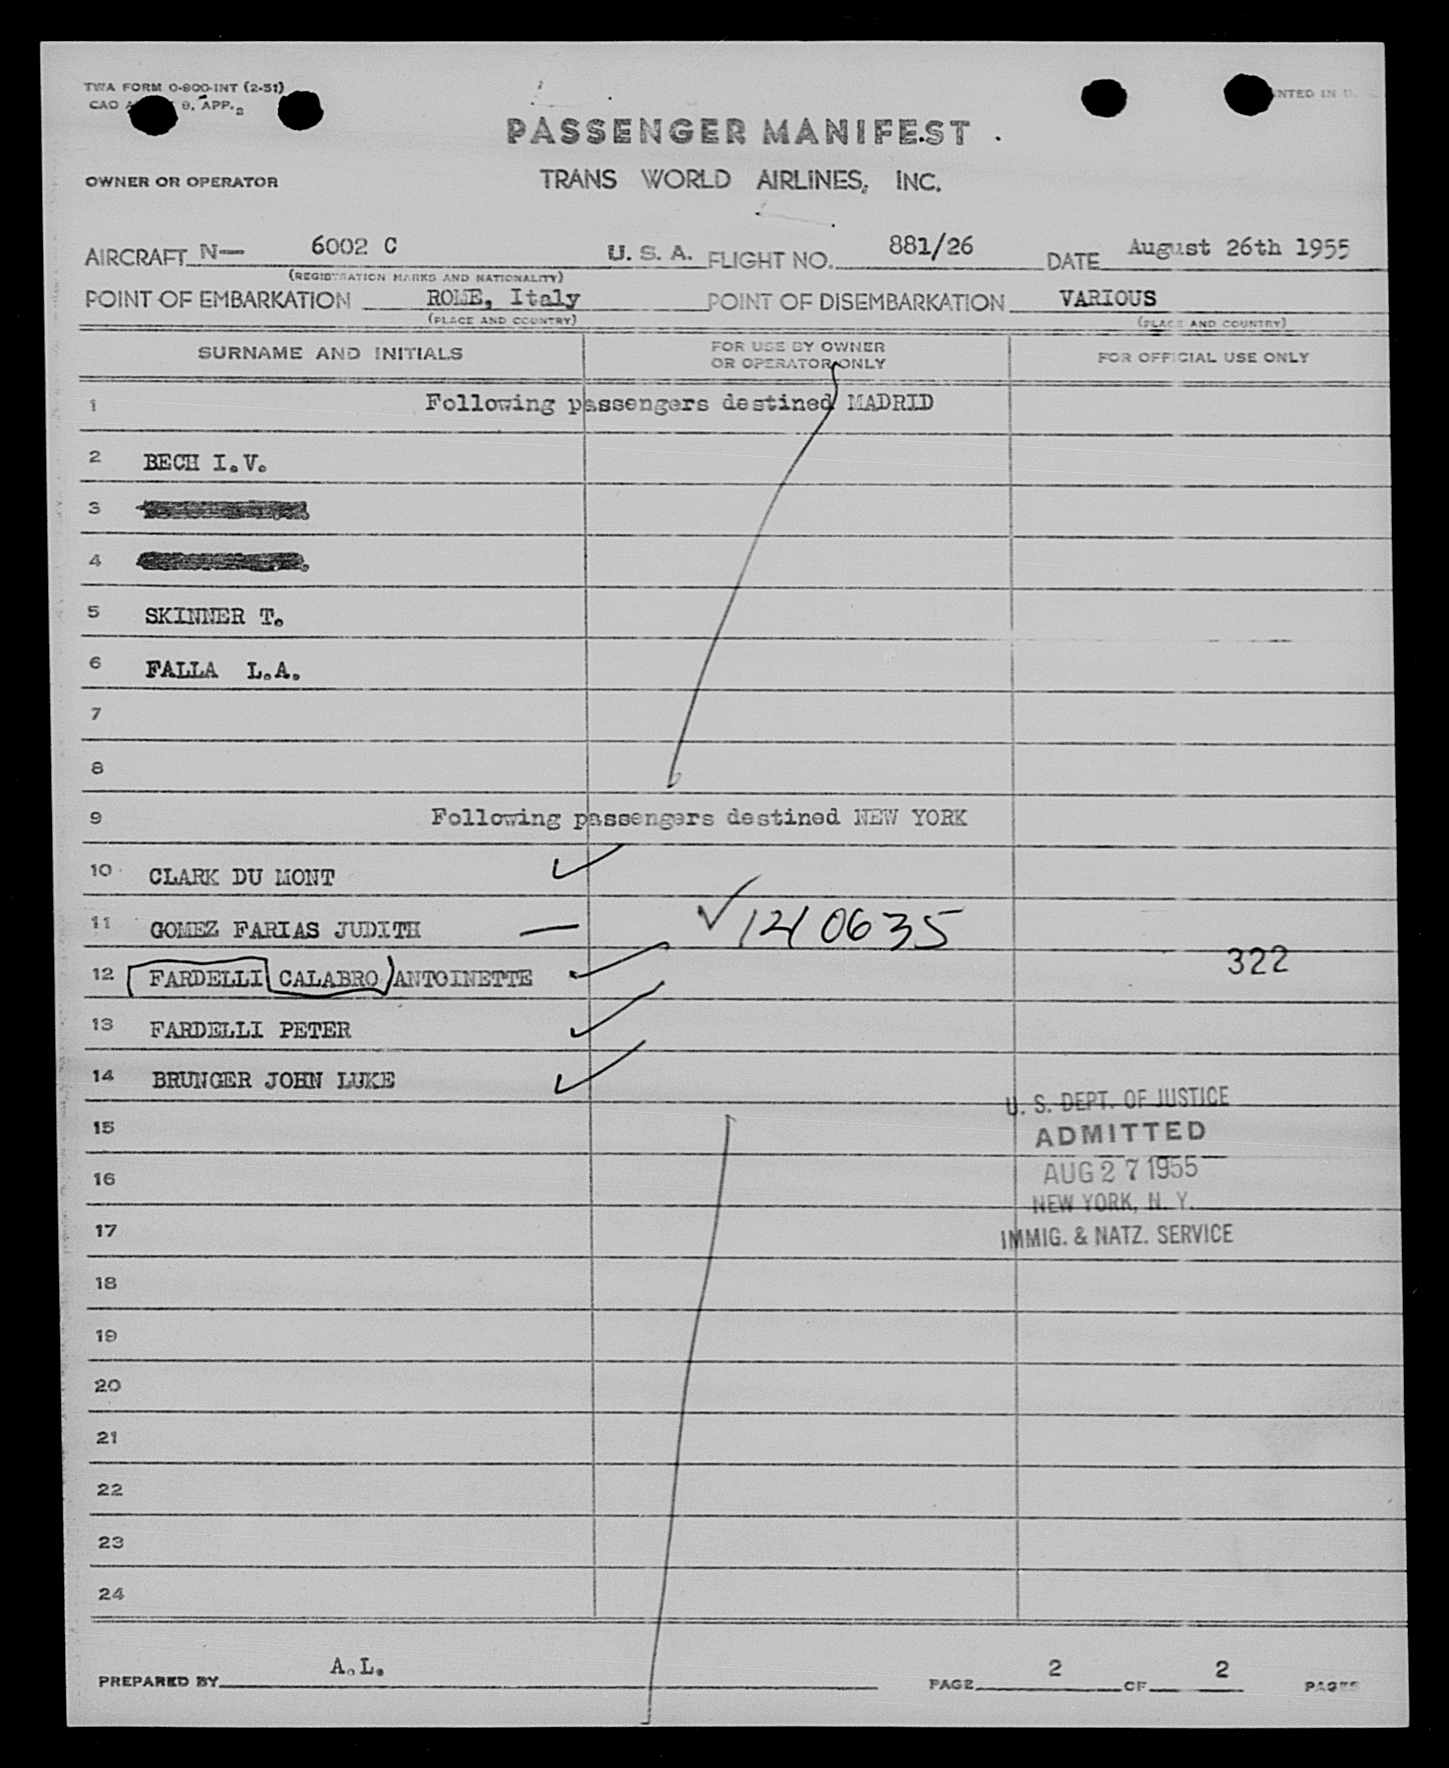 TWA FORM O-800-INT (2-51)
CAO 9, APP. 2
PASSENGER MANIFEST
OWNER OR OPERATOR TRANS WORLD AIRLINES, INC.
AIRCRAFT N— 6002 C U. S. A. FLIGHT NO. 881/26 DATE August 26th 1955
(REGISTRATION MARKS AND NATIONALITY)
POINT OF EMBARKATION ROME, Italy POINT OF DISEMBARKATION VARIOUS
(PLACE AND COUNTRY) (PLACE AND COUNTRY)
SURNAME AND INITIALS FOR USE BY OWNER OR OPERATOR ONLY FOR OFFICIAL USE ONLY
1 Following passengers destined MADRID
2 BECH I.V.
3
4
5 SKINNER T.
6 FALLA L.A.
7
8
9 Following passengers destined NEW YORK
10 CLARK DU MONT
11 GOMEZ FARIAS JUDITH — 1210635
322
12 FARDELLI CALABRO ANTOINETTE
13 FARDELLI PETER
14 BRUNGER JOHN LUKE
U. S. DEPT. OF JUSTICE
15
ADMITTED
16
AUG 27 1955
NEW YORK, N. Y.
17
IMMIG. & NATZ. SERVICE
18
19
20
21
22
23
24
PREPARED BY A.L. PAGE 2 OF 2 PAGES